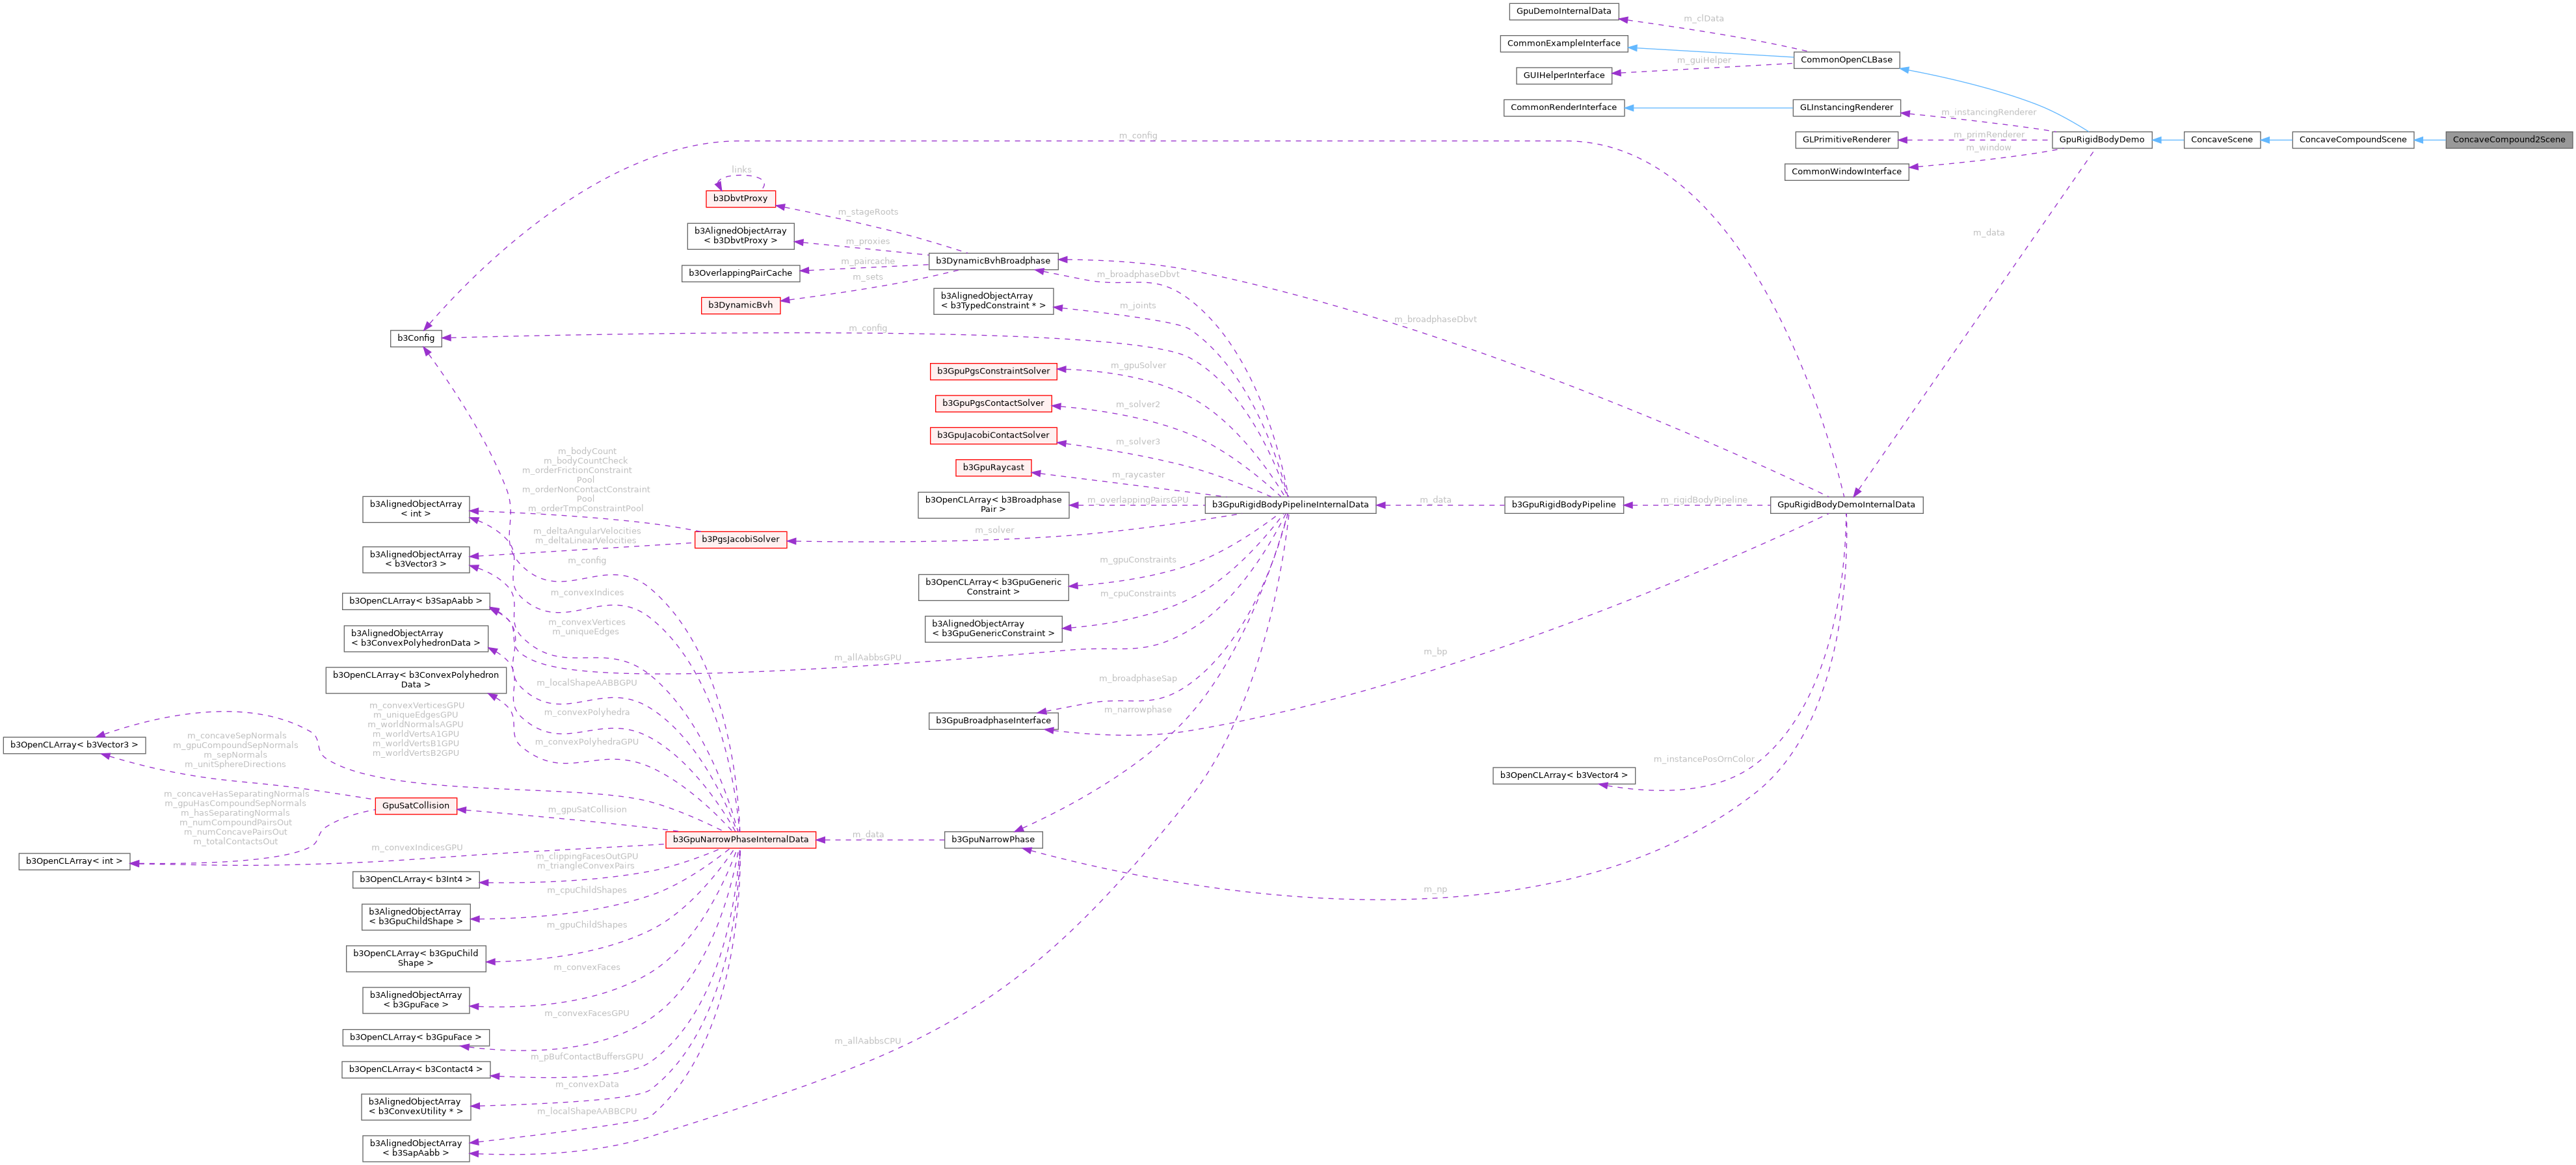 GpuDemoInternalData
m_clData
CommonExampleInterface
CommonOpenCLBase
m_guiHelper
GUIHelperInterface
CommonRenderInterface
GLInstancingRenderer
m_instancingRenderer
m_config
m_primRenderer
GLPrimitiveRenderer
GpuRigidBodyDemo
ConcaveScene
ConcaveCompoundScene
ConcaveCompound2Scene
m_window
links
CommonWindowInterface
b3DbvtProxy
m_stageRoots
b3AlignedObjectArray
< b3DbvtProxy >
m_proxies
m_data
m_paircache
b3DynamicBvhBroadphase
b3OverlappingPairCache
m_sets
m_broadphaseDbvt
b3AlignedObjectArray
< b3TypedConstraint * >
b3DynamicBvh
m_joints
m_broadphaseDbvt
m_config
b3Config
m_gpuSolver
b3GpuPgsConstraintSolver
b3GpuPgsContactSolver
m_solver2
b3GpuJacobiContactSolver
m_solver3
m_bodyCount
m_bodyCountCheck
m_orderFrictionConstraint
Pool
m_orderNonContactConstraint
Pool
m_orderTmpConstraintPool
b3GpuRaycast
m_raycaster
b3AlignedObjectArray
< int >
b3OpenCLArray< b3Broadphase
Pair >
m_overlappingPairsGPU
b3GpuRigidBodyPipelineInternalData
m_data
b3GpuRigidBodyPipeline
m_rigidBodyPipeline
GpuRigidBodyDemoInternalData
m_deltaAngularVelocities
m_deltaLinearVelocities
b3PgsJacobiSolver
m_solver
b3AlignedObjectArray
< b3Vector3 >
m_config
m_gpuConstraints
b3OpenCLArray< b3GpuGeneric
Constraint >
m_convexIndices
m_cpuConstraints
b3OpenCLArray< b3SapAabb >
m_convexVertices
m_uniqueEdges
b3AlignedObjectArray
< b3GpuGenericConstraint >
b3AlignedObjectArray
< b3ConvexPolyhedronData >
m_allAabbsGPU
m_bp
b3OpenCLArray< b3ConvexPolyhedron
Data >
m_localShapeAABBGPU
m_broadphaseSap
m_convexVerticesGPU
m_uniqueEdgesGPU
m_worldNormalsAGPU
m_worldVertsA1GPU
m_worldVertsB1GPU
m_worldVertsB2GPU
m_convexPolyhedra
m_narrowphase
b3GpuBroadphaseInterface
m_convexPolyhedraGPU
b3OpenCLArray< b3Vector3 >
m_concaveSepNormals
m_gpuCompoundSepNormals
m_sepNormals
m_unitSphereDirections
m_instancePosOrnColor
b3OpenCLArray< b3Vector4 >
m_concaveHasSeparatingNormals
m_gpuHasCompoundSepNormals
m_hasSeparatingNormals
m_numCompoundPairsOut
m_numConcavePairsOut
m_totalContactsOut
GpuSatCollision
m_gpuSatCollision
b3GpuNarrowPhaseInternalData
m_data
b3GpuNarrowPhase
m_convexIndicesGPU
b3OpenCLArray< int >
m_clippingFacesOutGPU
m_triangleConvexPairs
b3OpenCLArray< b3Int4 >
m_cpuChildShapes
m_np
b3AlignedObjectArray
< b3GpuChildShape >
m_gpuChildShapes
b3OpenCLArray< b3GpuChild
Shape >
m_convexFaces
b3AlignedObjectArray
< b3GpuFace >
m_convexFacesGPU
b3OpenCLArray< b3GpuFace >
m_allAabbsCPU
m_pBufContactBuffersGPU
b3OpenCLArray< b3Contact4 >
m_convexData
b3AlignedObjectArray
< b3ConvexUtility * >
m_localShapeAABBCPU
b3AlignedObjectArray
< b3SapAabb >